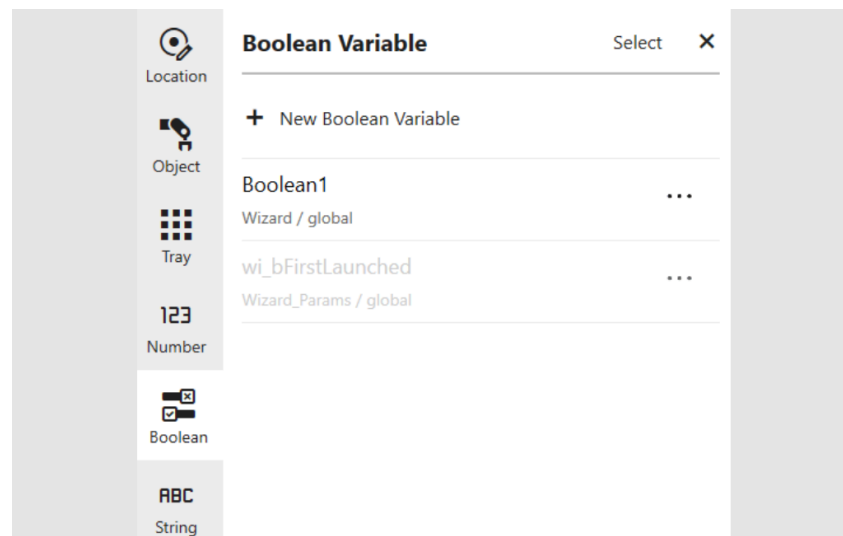 Location
Object
Tray
123
Number
Boolean
ABC
String
Boolean Variable
Select
+ New Boolean Variable
Boolean1
Wizard / global
wi_bFirstLaunched
Wizard_Params / global